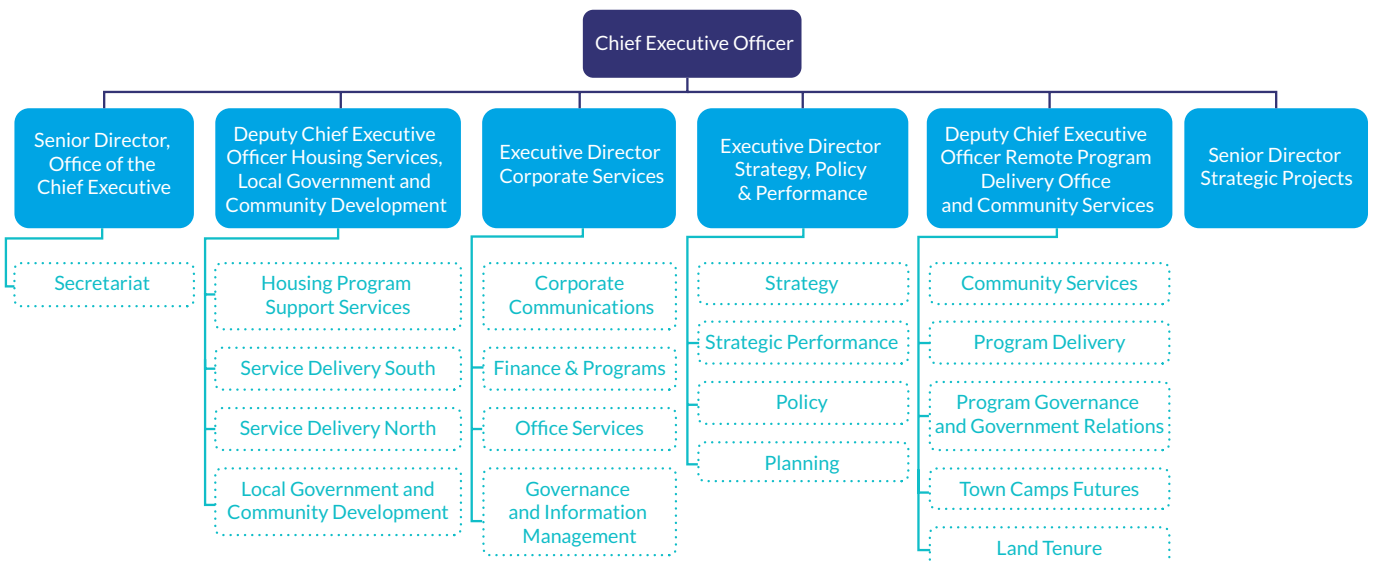 Chief Executive Officer
Senior Director,
Office of the
Chief Executive
Deputy Chief Executive
Officer Housing Services,
Local Government and
Community Development
Executive Director
Corporate Services
Executive Director
Strategy, Policy
& Performance
Deputy Chief Executive
Officer Remote Program
Delivery Office
and Community Services
Senior Director
Strategic Projects
Secretariat
Housing Program
Support Services
Service Delivery South
Service Delivery North
Local Government and
Community Development
Corporate
Communications
Finance & Programs
Office Services
Governance
and Information
Management
Strategy
Strategic Performance
Policy
Planning
Community Services
Program Delivery
Program Governance
and Government Relations
Town Camps Futures
Land Tenure